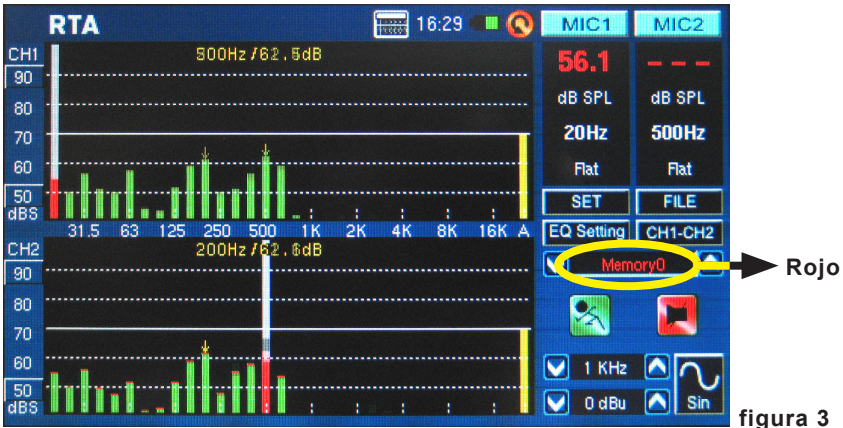 RTA 16:29 MIC1 MIC2
CH1 500Hz/62.5dB
90
80
70
60
50
dBS
31.5 63 125 250 500 1K 2K 4K 8K 16K A
CH2 200Hz/62.6dB
90
80
70
60
50
dBS
56.1 - - -
dB SPL dB SPL
20Hz 500Hz
Flat Flat
SET FILE
EQ Setting CH1-CH2
Memory0
Rojo
1 KHz
0 dBu Sin
figura 3